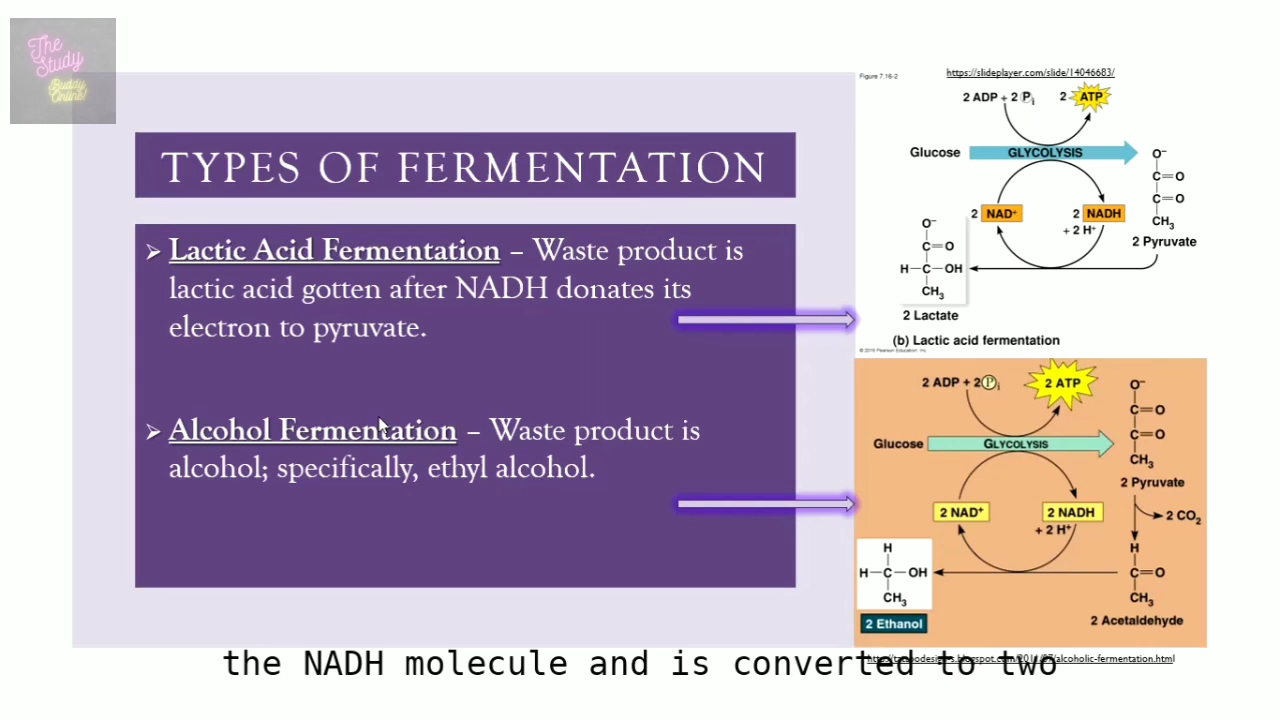 The
Study
Buddy
Online!
TYPES OF FERMENTATION
➢ Lactic Acid Fermentation – Waste product is
lactic acid gotten after NADH donates its
electron to pyruvate.
➢ Alcohol Fermentation – Waste product is
alcohol; specifically, ethyl alcohol.
Figure 7.16-2
https://slideplayer.com/slide/14046683/
2 ADP + 2 Pi 2 ATP
Glucose GLYCOLYSIS
O⁻
C=O
C=O
CH3
2 Pyruvate
2 NAD⁺ 2 NADH
+ 2 H⁺
O⁻
C=O
H—C—OH
CH3
2 Lactate
(b) Lactic acid fermentation
© 2016 Pearson Education, Inc.
2 ADP + 2 Pi 2 ATP
Glucose GLYCOLYSIS
O⁻
C=O
C=O
CH3
2 Pyruvate
2 NAD⁺ 2 NADH
+ 2 H⁺
2 CO2
H
H—C—OH
CH3
2 Ethanol
H
C=O
CH3
2 Acetaldehyde
the NADH molecule and is converted to two